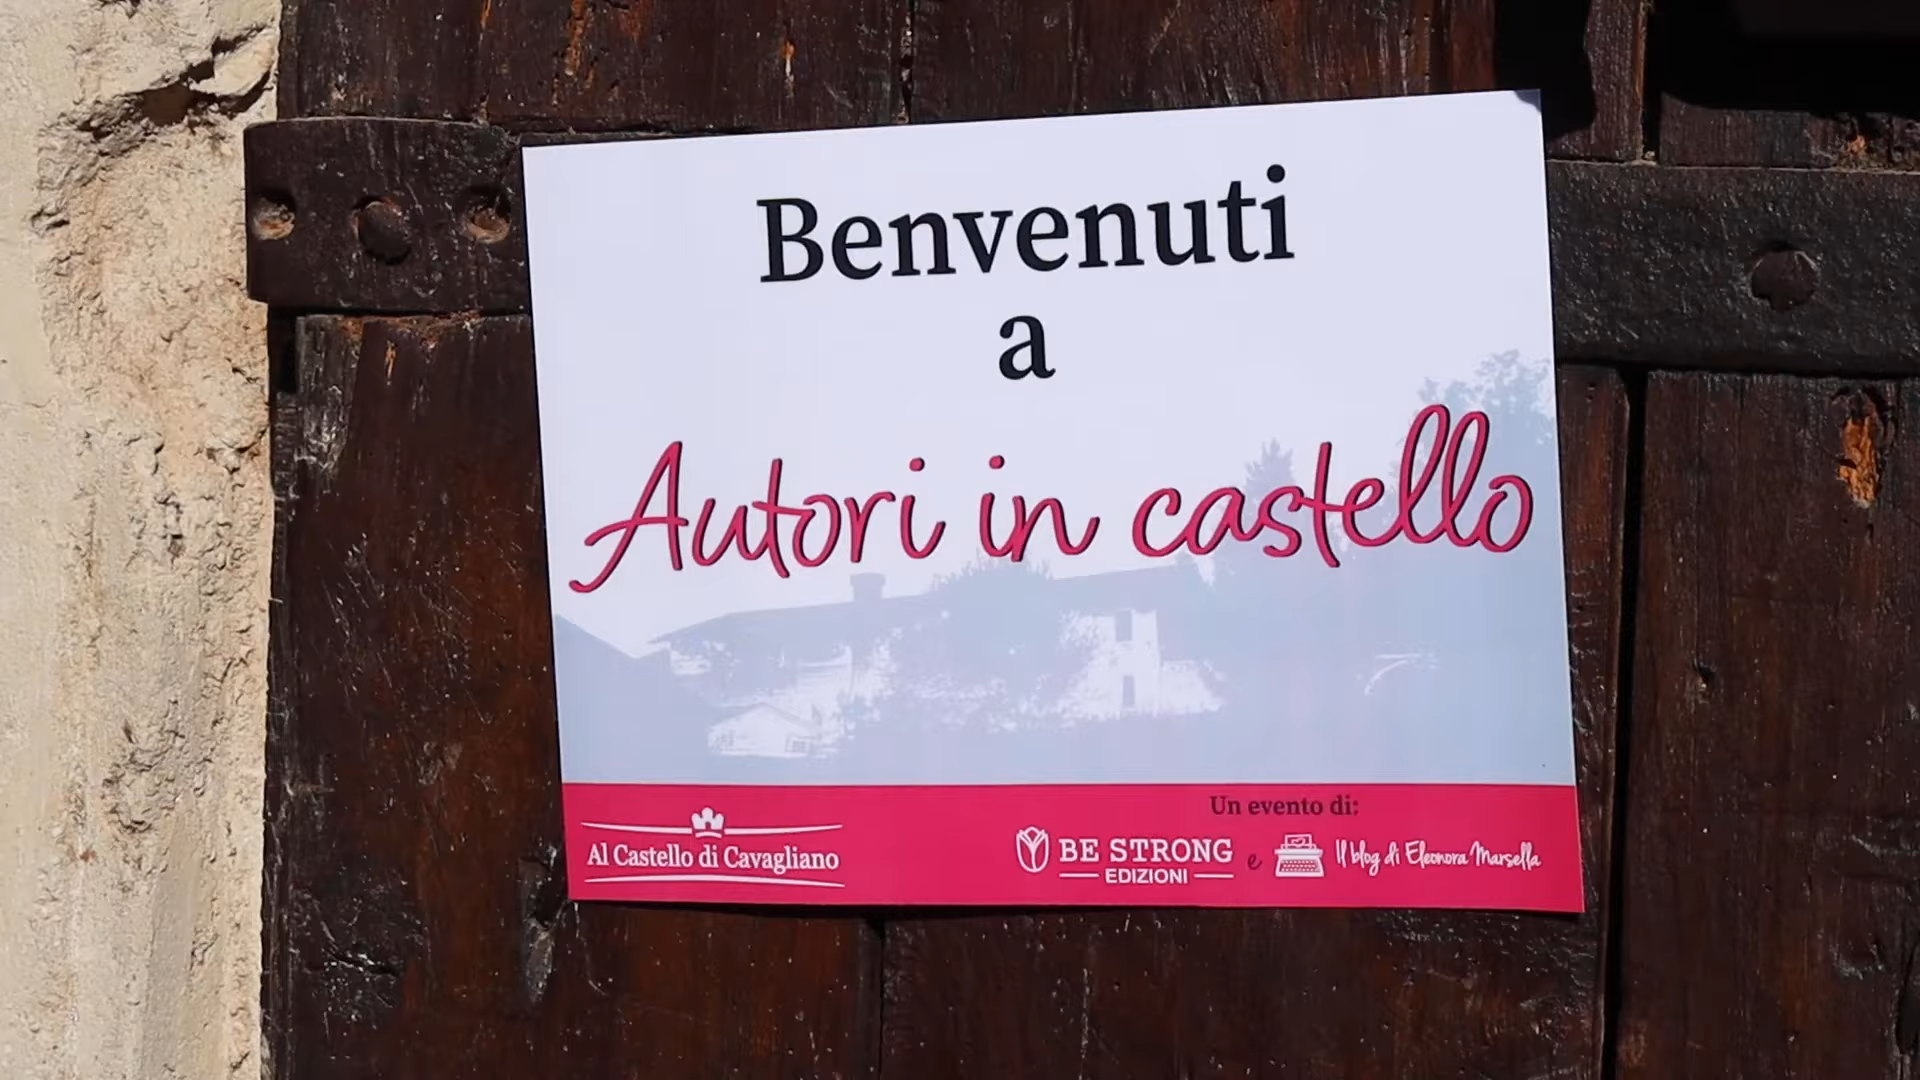 Benvenuti
a
Autori in castello
Un evento di:
Al Castello di Cavagliano
BE STRONG
EDIZIONI
e
Il blog di Eleonora Marsella